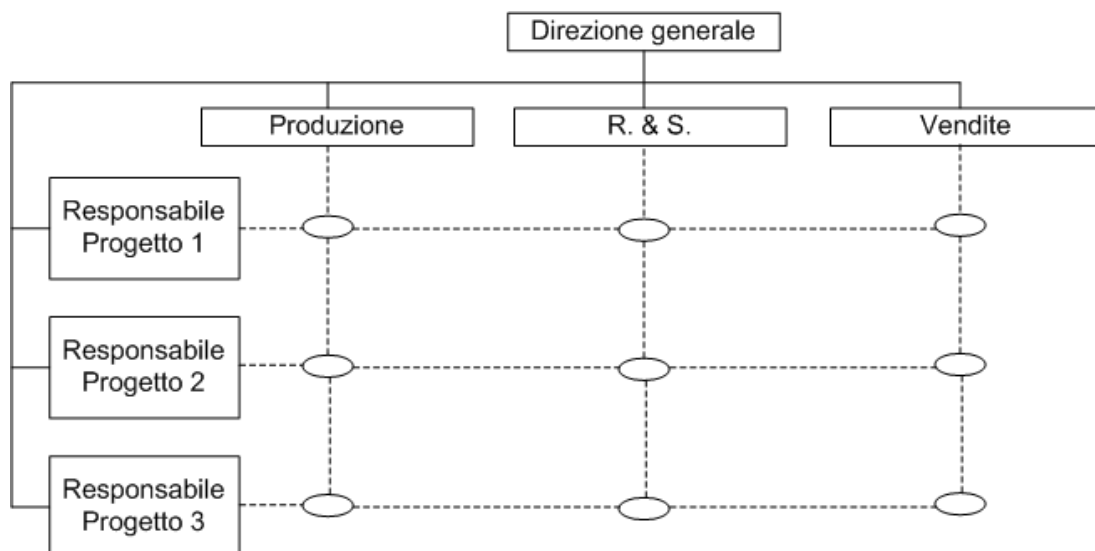 Direzione generale
Produzione
R. & S.
Vendite
Responsabile
Progetto 1
Responsabile
Progetto 2
Responsabile
Progetto 3